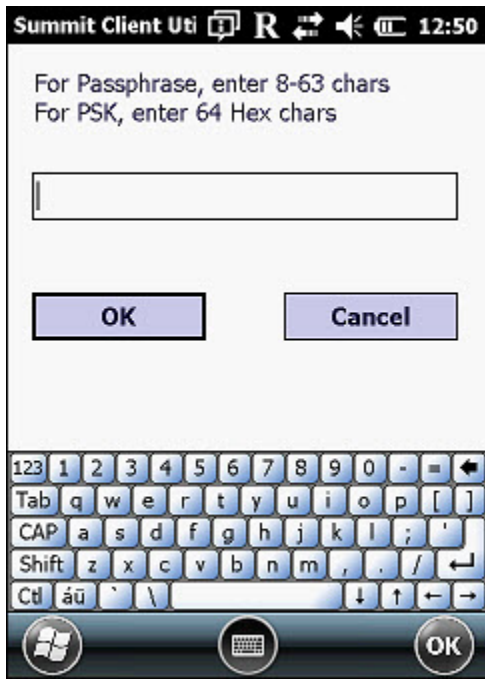 Summit Client Uti R 12:50
For Passphrase, enter 8-63 chars
For PSK, enter 64 Hex chars
OK Cancel
123 1 2 3 4 5 6 7 8 9 0 - = 
Tab q w e r t y u i o p [ ]
CAP a s d f g h j k l ; '
Shift z x c v b n m , . /
Ctl áü ` \ ↓ ↑ ← →
OK